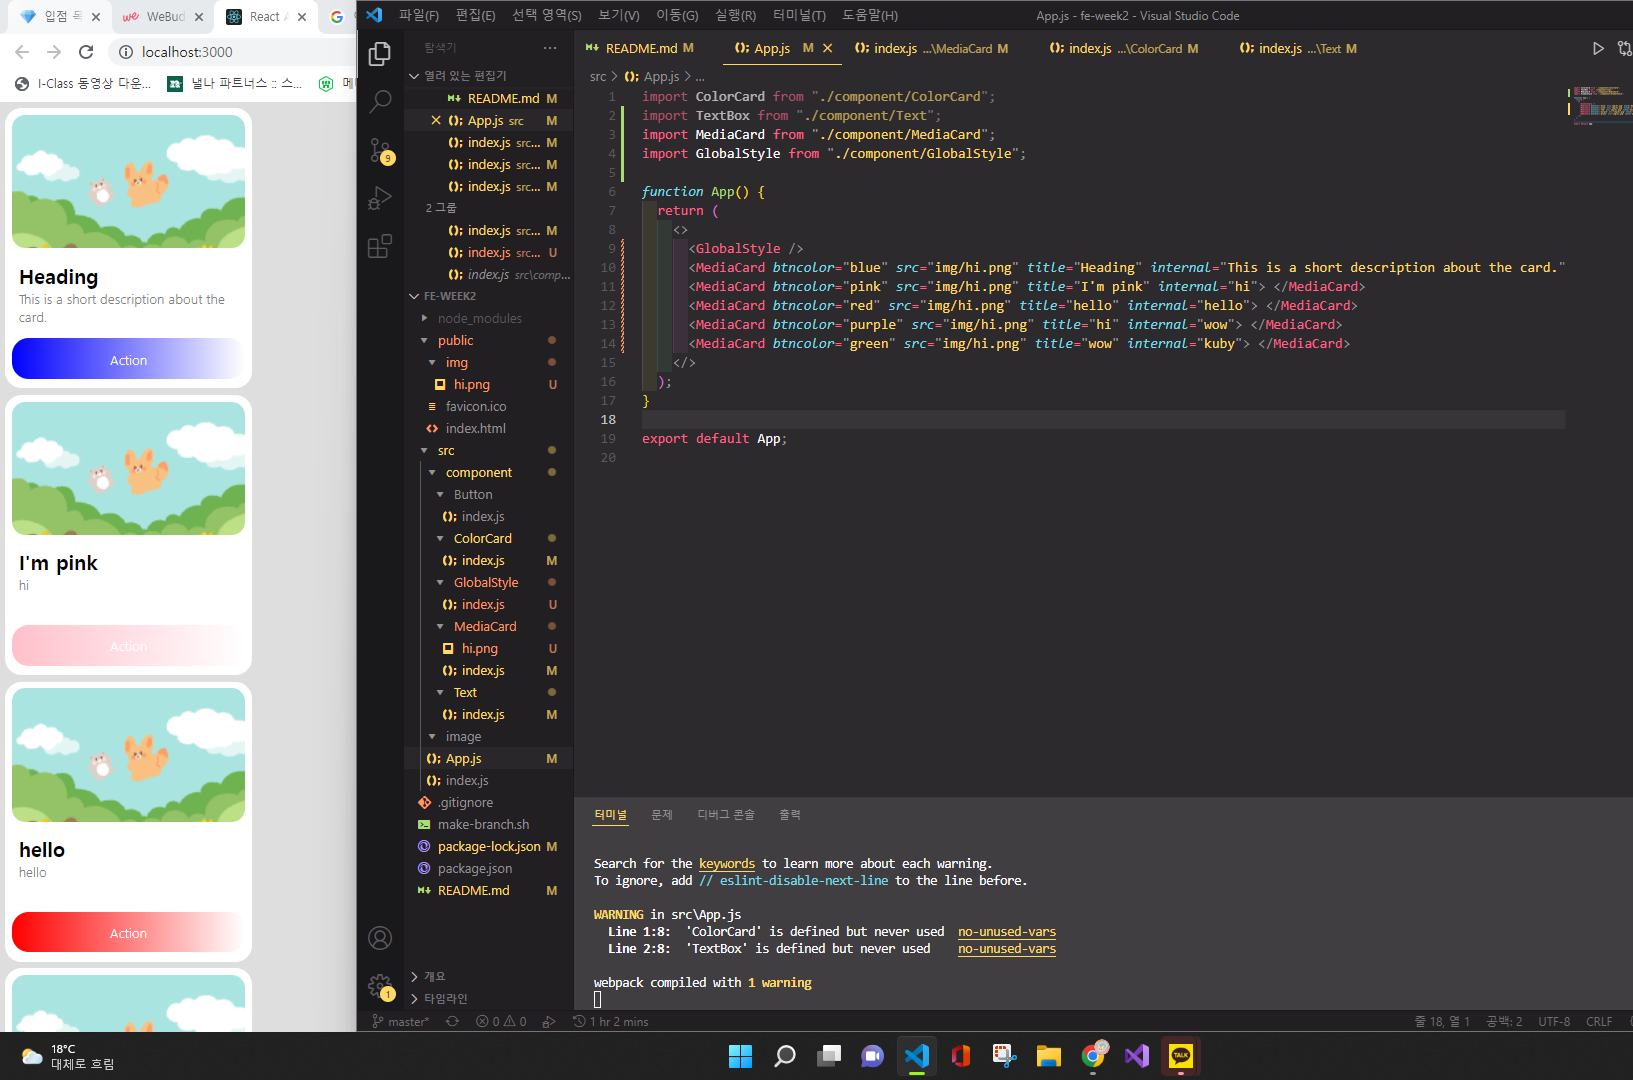 입점 독
WeBud
React A
localhost:3000
I-Class 동영상 다운...
낼나 파트너스 :: 스...
메
Heading
This is a short description about the
card.
Action
I'm pink
hi
Action
hello
hello
Action
파일(F) 편집(E) 선택 영역(S) 보기(V) 이동(G) 실행(R) 터미널(T) 도움말(H)
App.js - fe-week2 - Visual Studio Code
탐색기
열려 있는 편집기
README.md M
App.js src M
index.js src... M
index.js src... M
index.js src... M
2 그룹
index.js src... M
index.js src... U
index.js src\comp...
FE-WEEK2
node_modules
public
img
hi.png U
favicon.ico
index.html
src
component
Button
index.js
ColorCard
index.js M
GlobalStyle
index.js U
MediaCard
hi.png U
index.js M
Text
index.js M
image
App.js M
index.js
.gitignore
make-branch.sh
package-lock.json M
package.json
README.md M
개요
타임라인
9
1
README.md M
App.js M
index.js ...\MediaCard M
index.js ...\ColorCard M
index.js ...\Text M
src > App.js > ...
1 import ColorCard from "./component/ColorCard";
2 import TextBox from "./component/Text";
3 import MediaCard from "./component/MediaCard";
4 import GlobalStyle from "./component/GlobalStyle";
5
6 function App() {
7 return (
8 <>
9 <GlobalStyle />
10 <MediaCard btncolor="blue" src="img/hi.png" title="Heading" internal="This is a short description about the card."
11 <MediaCard btncolor="pink" src="img/hi.png" title="I'm pink" internal="hi"> </MediaCard>
12 <MediaCard btncolor="red" src="img/hi.png" title="hello" internal="hello"> </MediaCard>
13 <MediaCard btncolor="purple" src="img/hi.png" title="hi" internal="wow"> </MediaCard>
14 <MediaCard btncolor="green" src="img/hi.png" title="wow" internal="kuby"> </MediaCard>
15 </>
16 );
17 }
18
19 export default App;
20
터미널 문제 디버그 콘솔 출력
Search for the keywords to learn more about each warning.
To ignore, add // eslint-disable-next-line to the line before.
WARNING in src\App.js
Line 1:8: 'ColorCard' is defined but never used no-unused-vars
Line 2:8: 'TextBox' is defined but never used no-unused-vars
webpack compiled with 1 warning
master* 0 0 1 hr 2 mins
줄 18, 열 1 공백: 2 UTF-8 CRLF
18°C
대체로 흐림
TALK